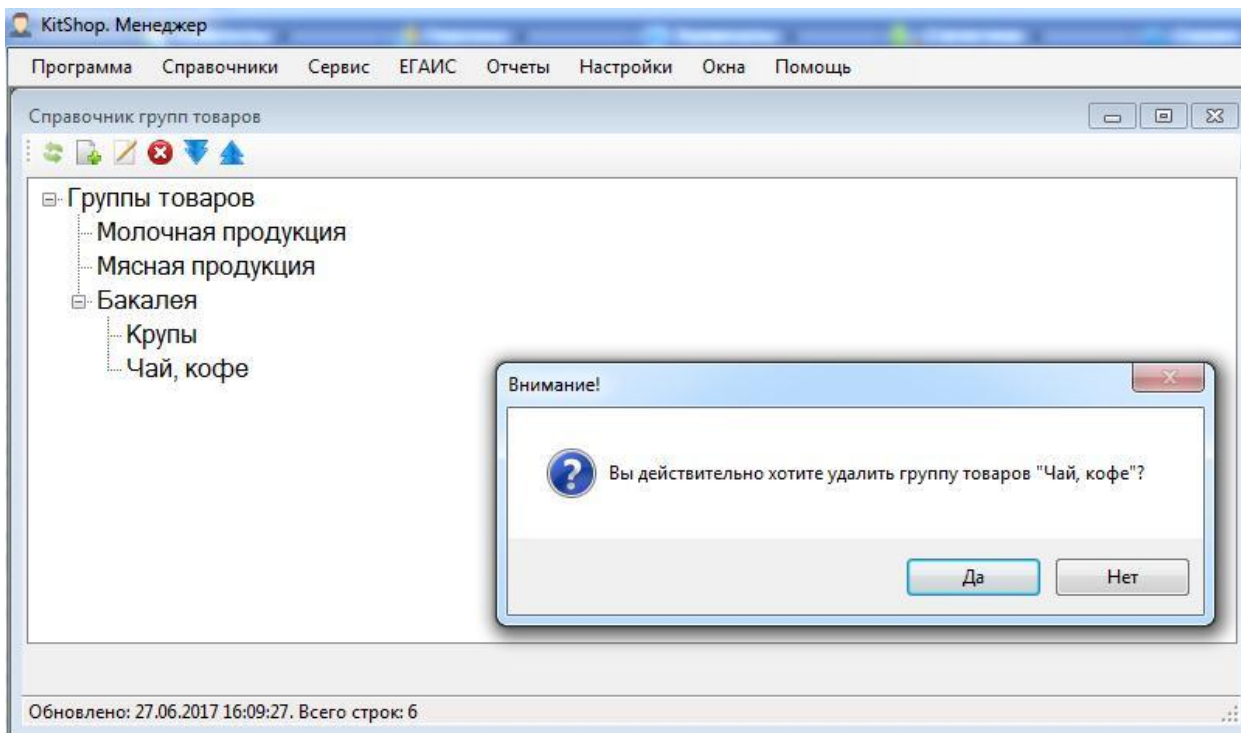 KitShop. Менеджер
Программа Справочники Сервис ЕГАИС Отчеты Настройки Окна Помощь
Справочник групп товаров
Группы товаров
Молочная продукция
Мясная продукция
Бакалея
Крупы
Чай, кофе
Внимание!
Вы действительно хотите удалить группу товаров "Чай, кофе"?
Да Нет
Обновлено: 27.06.2017 16:09:27. Всего строк: 6